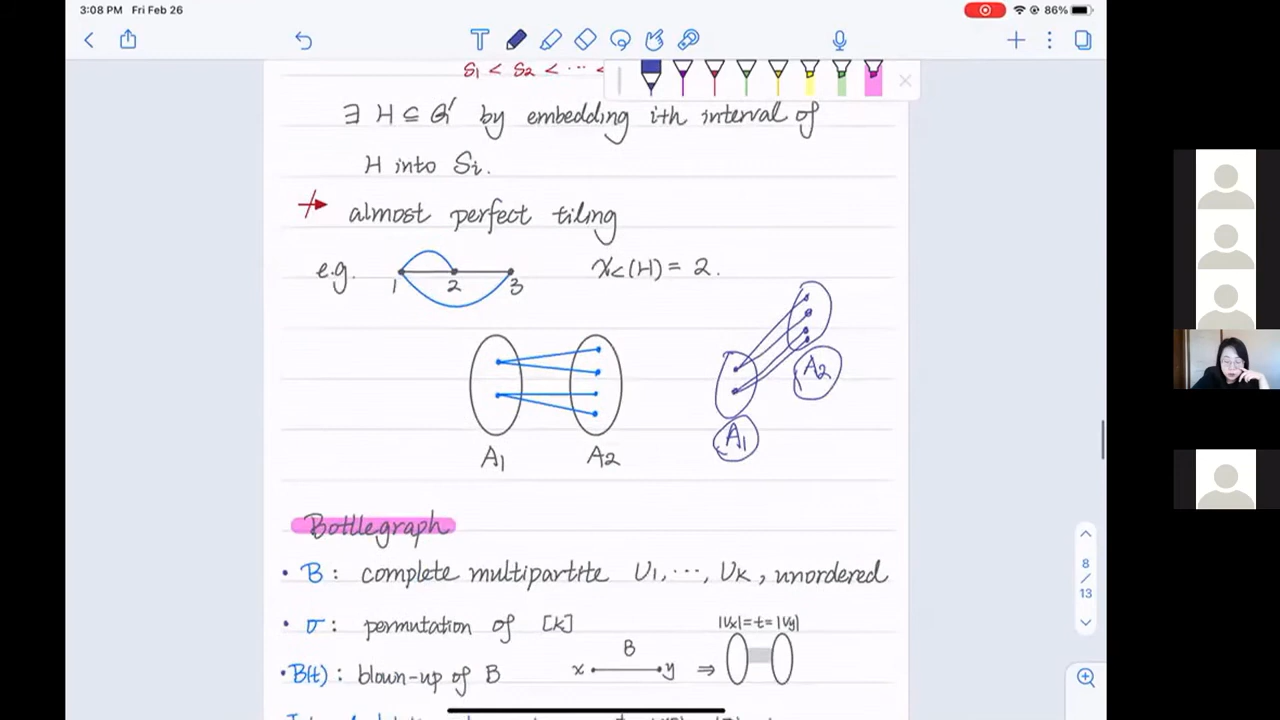 3:08 PM Fri Feb 26
86%
S1 < S2 < ... <
∃ H ⊆ G' by embedding ith interval of
H into Si.
almost perfect tiling
e.g.
1 2 3
χ<(H) = 2.
A1 A2
A1 A2
Bottlegraph
• B: complete multipartite U1, ..., Uk, unordered
• σ: permutation of [k]
|Vx| = t = |Vy|
• B(t): blown-up of B
B
x y ⇒
8 / 13